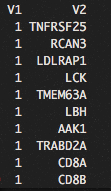 V1 V2
1 TNFRSF25
1 RCAN3
1 LDLRAP1
1 LCK
1 TMEM63A
1 LBH
1 AAK1
1 TRABD2A
1 CD8A
1 CD8B